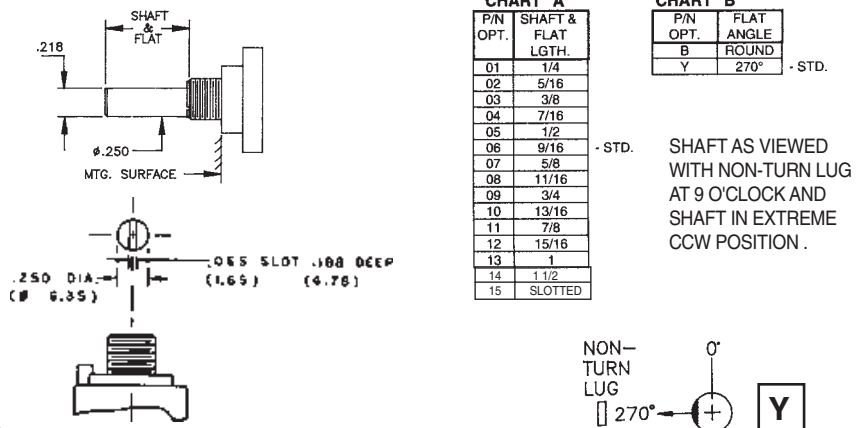 SHAFT
&
FLAT
.218
ø.250
MTG. SURFACE
.250 DIA.
(ø 6.35)
.065 SLOT .188 DEEP
(1.65) (4.78)
CHART A
P/N OPT. SHAFT & FLAT LGTH.
01 1/4
02 5/16
03 3/8
04 7/16
05 1/2
06 9/16 - STD.
07 5/8
08 11/16
09 3/4
10 13/16
11 7/8
12 15/16
13 1
14 1 1/2
15 SLOTTED
CHART B
P/N OPT. FLAT ANGLE
B ROUND
Y 270° - STD.
SHAFT AS VIEWED
WITH NON-TURN LUG
AT 9 O'CLOCK AND
SHAFT IN EXTREME
CCW POSITION .
NON-
TURN
LUG
0°
270°
Y